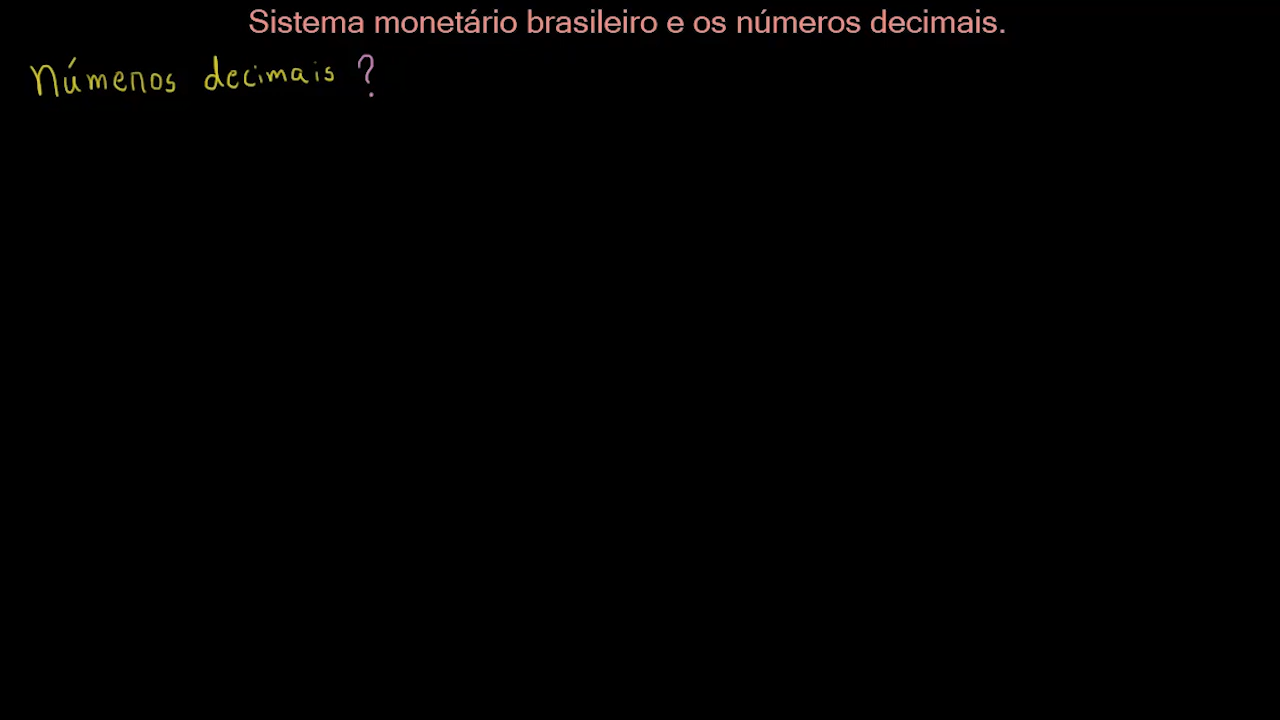 Sistema monetário brasileiro e os números decimais.
Números decimais ?